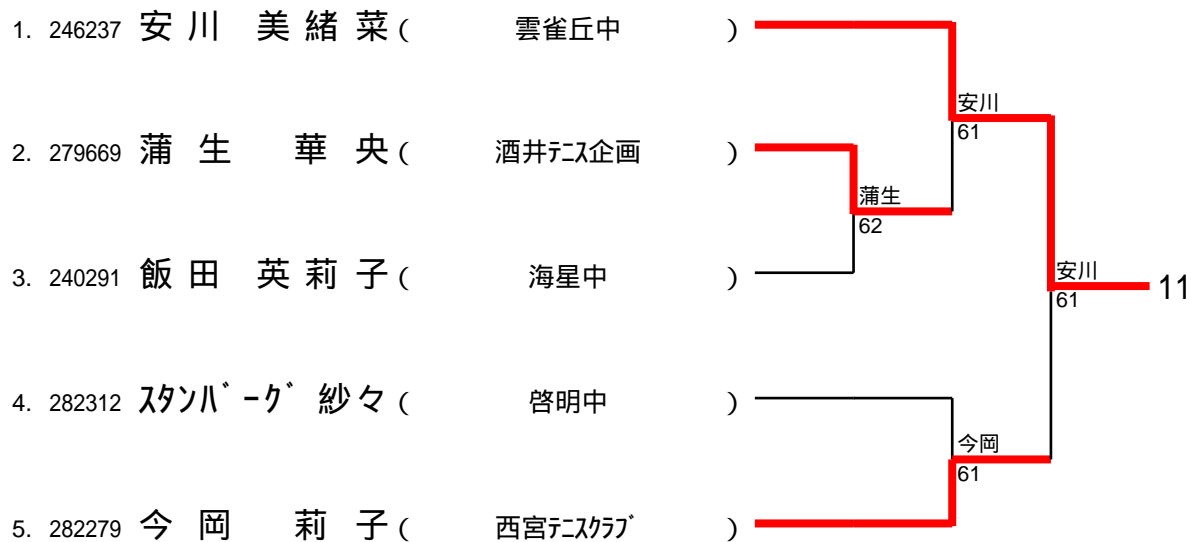 1. 246237 安川 美緒菜 ( 雲雀丘中 )
安川
61
2. 279669 蒲生 華央 ( 酒井ﾃﾆｽ企画 )
蒲生
62
3. 240291 飯田 英莉子 ( 海星中 )
安川
61
11
4. 282312 ｽﾀﾝﾊﾞｰｸﾞ 紗々 ( 啓明中 )
今岡
61
5. 282279 今岡 莉子 ( 西宮ﾃﾆｽｸﾗﾌﾞ )